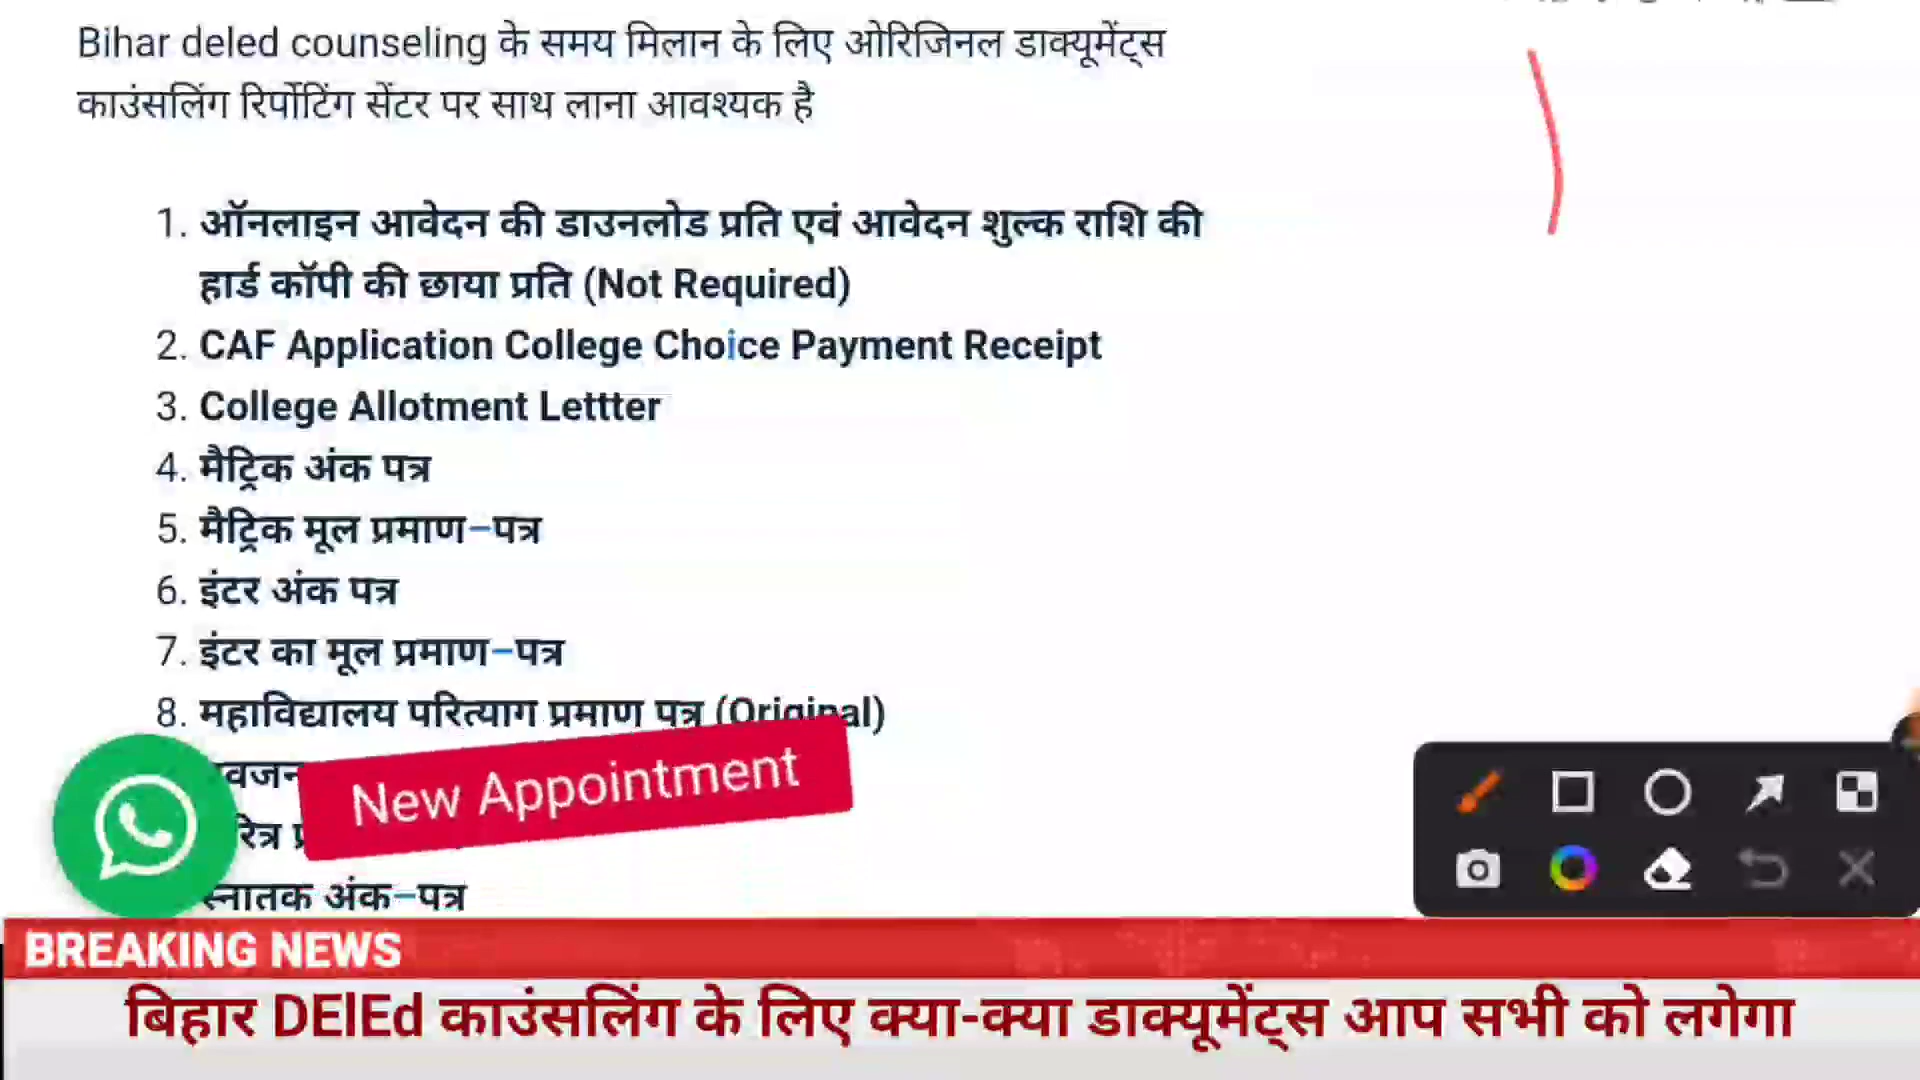 Bihar deled counseling के समय मिलान के लिए ओरिजिनल डाक्यूमेंट्स
काउंसलिंग रिर्पोटिंग सेंटर पर साथ लाना आवश्यक है
1. ऑनलाइन आवेदन की डाउनलोड प्रति एवं आवेदन शुल्क राशि की
हार्ड कॉपी की छाया प्रति (Not Required)
2. CAF Application College Choice Payment Receipt
3. College Allotment Lettter
4. मैट्रिक अंक पत्र
5. मैट्रिक मूल प्रमाण-पत्र
6. इंटर अंक पत्र
7. इंटर का मूल प्रमाण-पत्र
8. महाविद्यालय परित्याग प्रमाण पत्र (Original)
New Appointment
स्नातक अंक-पत्र
BREAKING NEWS
बिहार DElEd काउंसलिंग के लिए क्या-क्या डाक्यूमेंट्स आप सभी को लगेगा